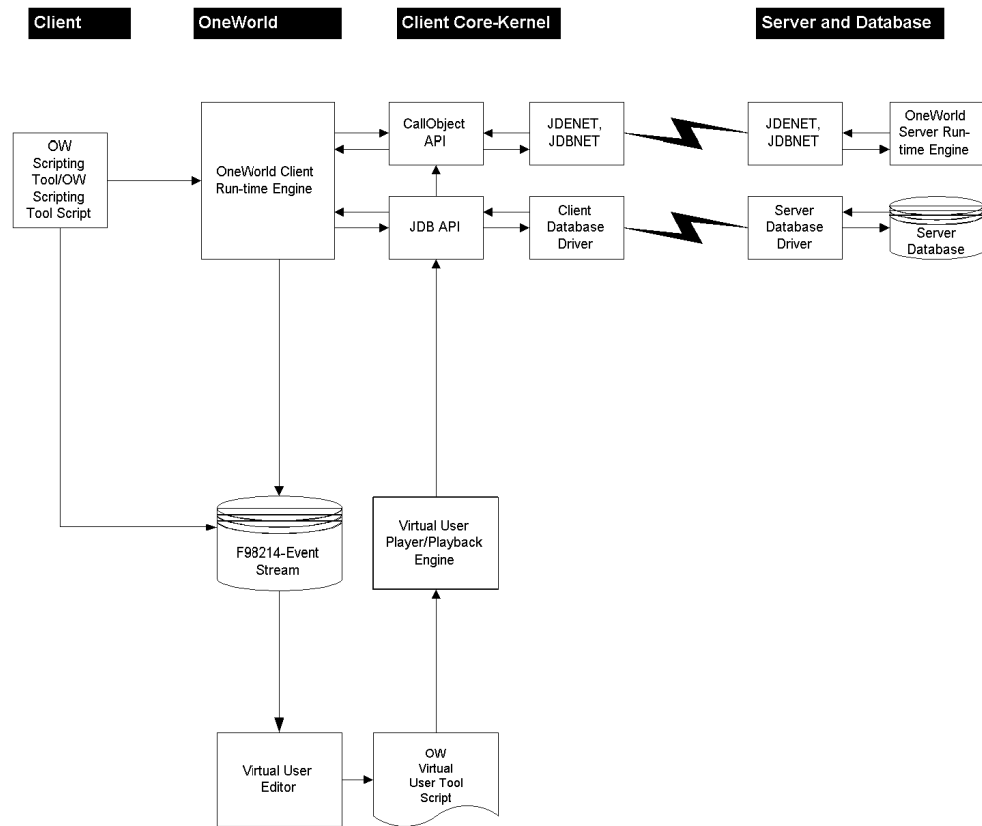 Client
OneWorld
Client Core-Kernel
Server and Database
OW
Scripting
Tool/OW
Scripting
Tool Script
OneWorld Client
Run-time Engine
CallObject
API
JDENET,
JDBNET
JDENET,
JDBNET
OneWorld
Server Run-
time Engine
JDB API
Client
Database
Driver
Server
Database
Driver
Server
Database
F98214-Event
Stream
Virtual User
Player/Playback
Engine
Virtual User
Editor
OW
Virtual
User Tool
Script